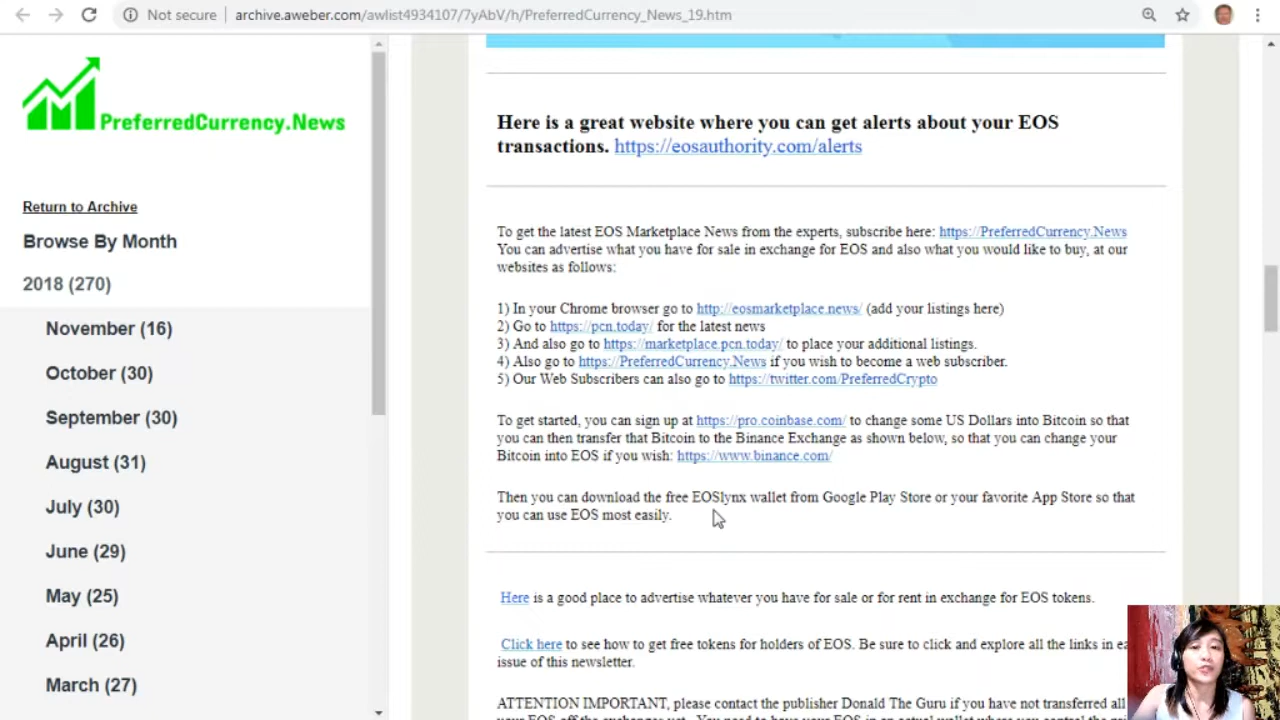 Not secure archive.aweber.com/awlist4934107/7yAbV/h/PreferredCurrency_News_19.htm
PreferredCurrency.News
Return to Archive
Browse By Month
2018 (270)
November (16)
October (30)
September (30)
August (31)
July (30)
June (29)
May (25)
April (26)
March (27)
Here is a great website where you can get alerts about your EOS
transactions. https://eosauthority.com/alerts
To get the latest EOS Marketplace News from the experts, subscribe here: https://PreferredCurrency.News
You can advertise what you have for sale in exchange for EOS and also what you would like to buy, at our
websites as follows:
1) In your Chrome browser go to http://eosmarketplace.news/ (add your listings here)
2) Go to https://pcn.today/ for the latest news
3) And also go to https://marketplace.pcn.today/ to place your additional listings.
4) Also go to https://PreferredCurrency.News if you wish to become a web subscriber.
5) Our Web Subscribers can also go to https://twitter.com/PreferredCrypto
To get started, you can sign up at https://pro.coinbase.com/ to change some US Dollars into Bitcoin so that
you can then transfer that Bitcoin to the Binance Exchange as shown below, so that you can change your
Bitcoin into EOS if you wish: https://www.binance.com/
Then you can download the free EOSlynx wallet from Google Play Store or your favorite App Store so that
you can use EOS most easily.
Here is a good place to advertise whatever you have for sale or for rent in exchange for EOS tokens.
Click here to see how to get free tokens for holders of EOS. Be sure to click and explore all the links in ea
issue of this newsletter.
ATTENTION IMPORTANT, please contact the publisher Donald The Guru if you have not transferred all